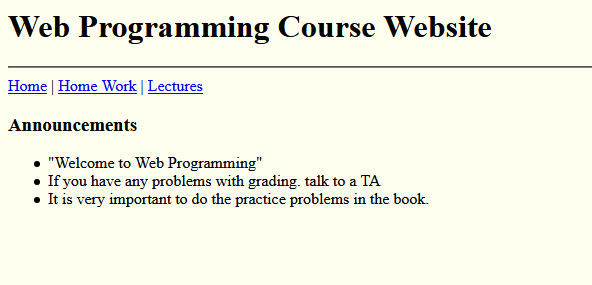 Web Programming Course Website
Home | Home Work | Lectures
Announcements
"Welcome to Web Programming"
If you have any problems with grading. talk to a TA
It is very important to do the practice problems in the book.